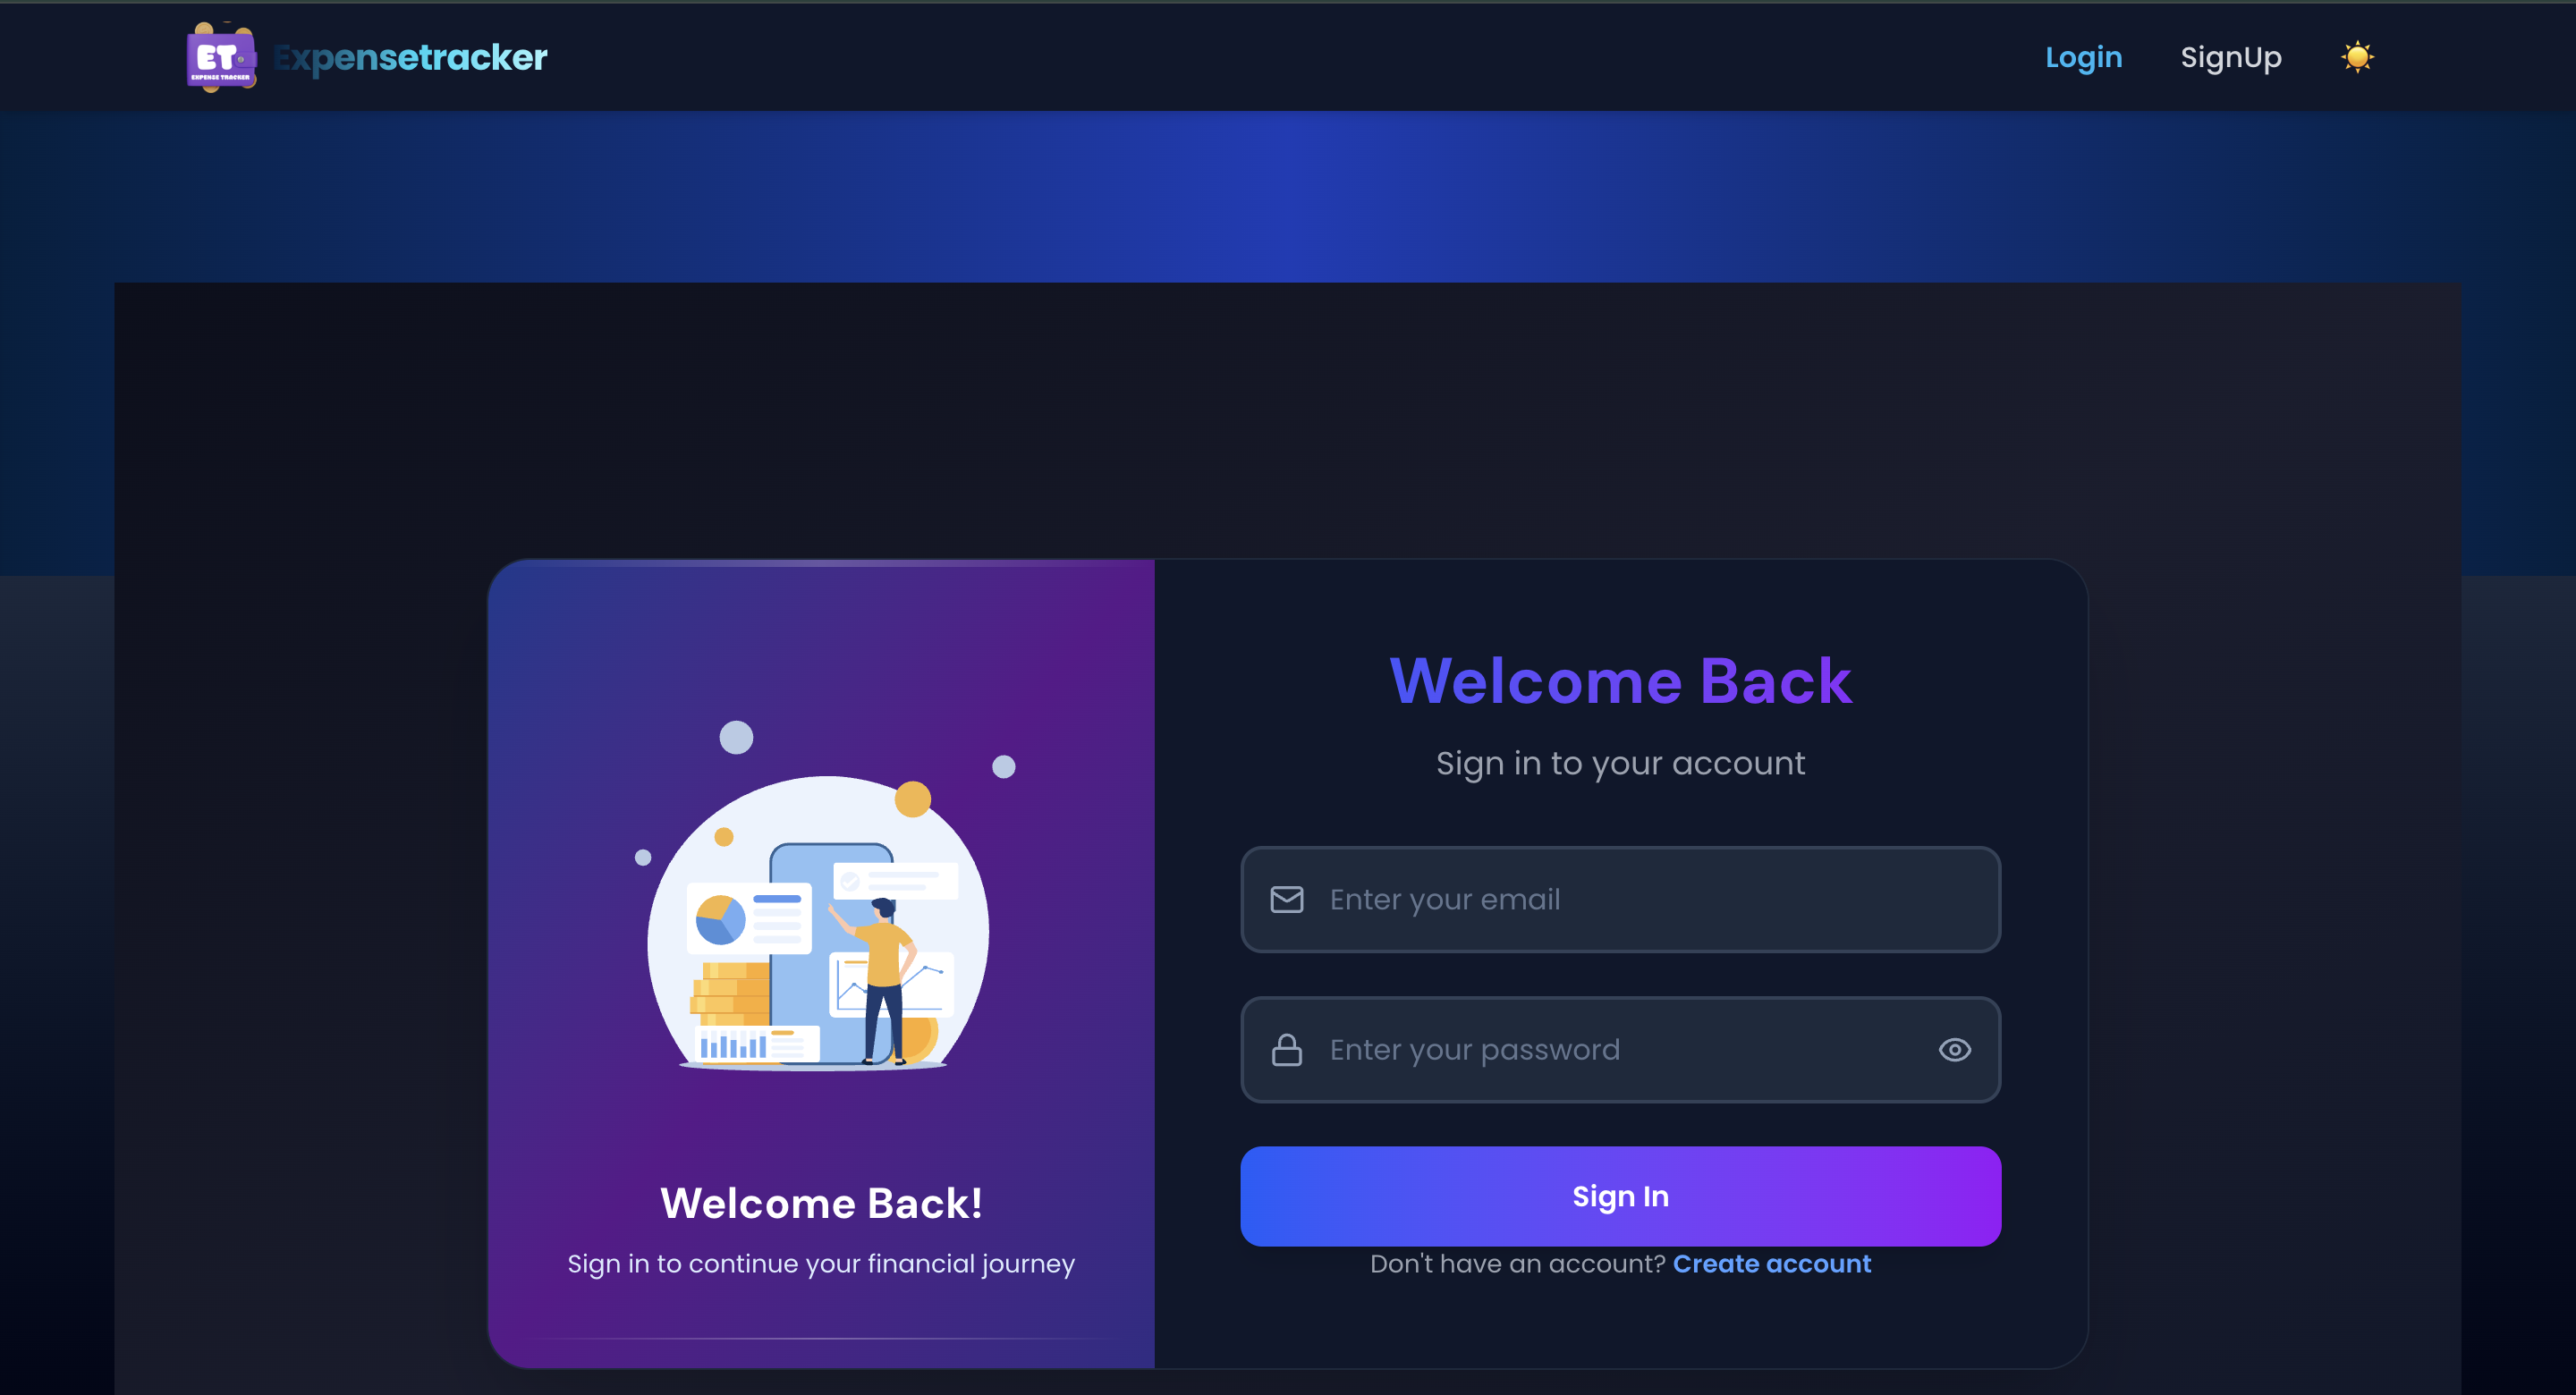 ET
EXPENSE TRACKER
Expensetracker
Login
SignUp
Welcome Back!
Sign in to continue your financial journey
Welcome Back
Sign in to your account
Enter your email
Enter your password
Sign In
Don't have an account? Create account